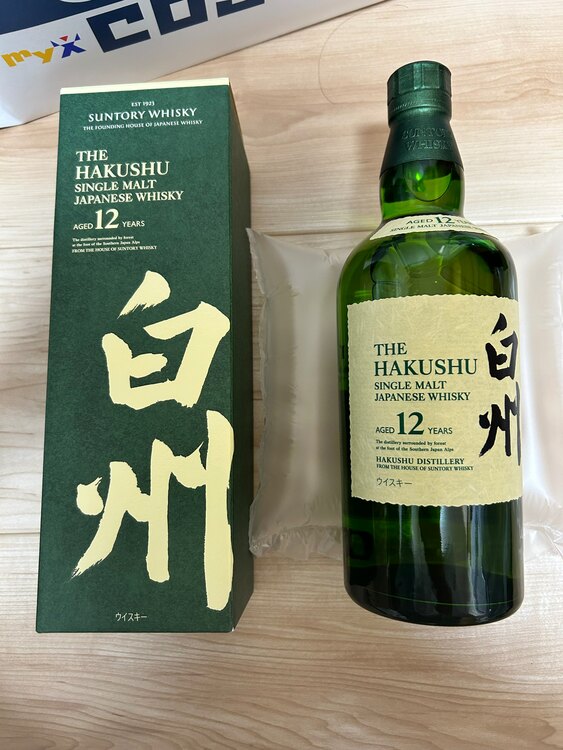 myx
EST 1923
SUNTORY WHISKY
THE FOUNDING HOUSE OF JAPANESE WHISKY
THE
HAKUSHU
SINGLE MALT
JAPANESE WHISKY
AGED 12 YEARS
The distillery surrounded by forest
at the foot of the Southern Japan Alps
FROM THE HOUSE OF SUNTORY WHISKY
白州
ウイスキー
SUNTORY
WHISKY
AGED 12 YEARS
SINGLE MALT JAPANESE
THE
HAKUSHU
SINGLE MALT
JAPANESE WHISKY
AGED 12 YEARS
The distillery surrounded by forest
at the foot of the Southern Japan Alps
HAKUSHU DISTILLERY
FROM THE HOUSE OF SUNTORY WHISKY
ウイスキー
白州